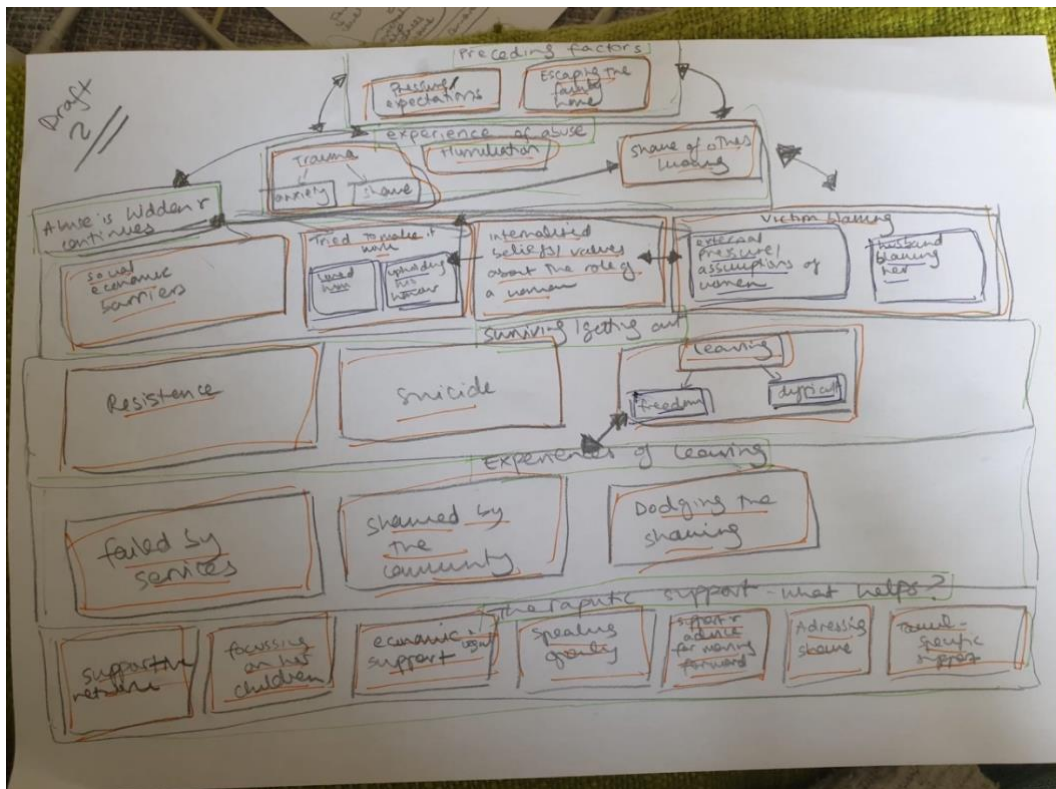 Draft
2
Preceding factors
Pressing
expectations
Escaping the
family
home
experience of abuse
Trauma
anxiety
shame
Humiliation
Shame of others
knowing
Abuse is hidden +
continues
social
economic
barriers
Tried to make it
work
loved
him
upholding
his
honour
internalised
beliefs/values
about the role of
a woman
Victim blaming
external
pressure/
assumptions of
women
husband
blaming
her
Surviving/getting out
Resistence
Suicide
leaving
freedom
difficult
Experiences of leaving
failed by
services
Shamed by
the
community
Dodging the
shaming
Theraputic support - what helps?
supportive
network
focussing
on her
children
economic
support
Speaking
openly
support +
advice
for moving
forward
Adressing
shame
specific
support